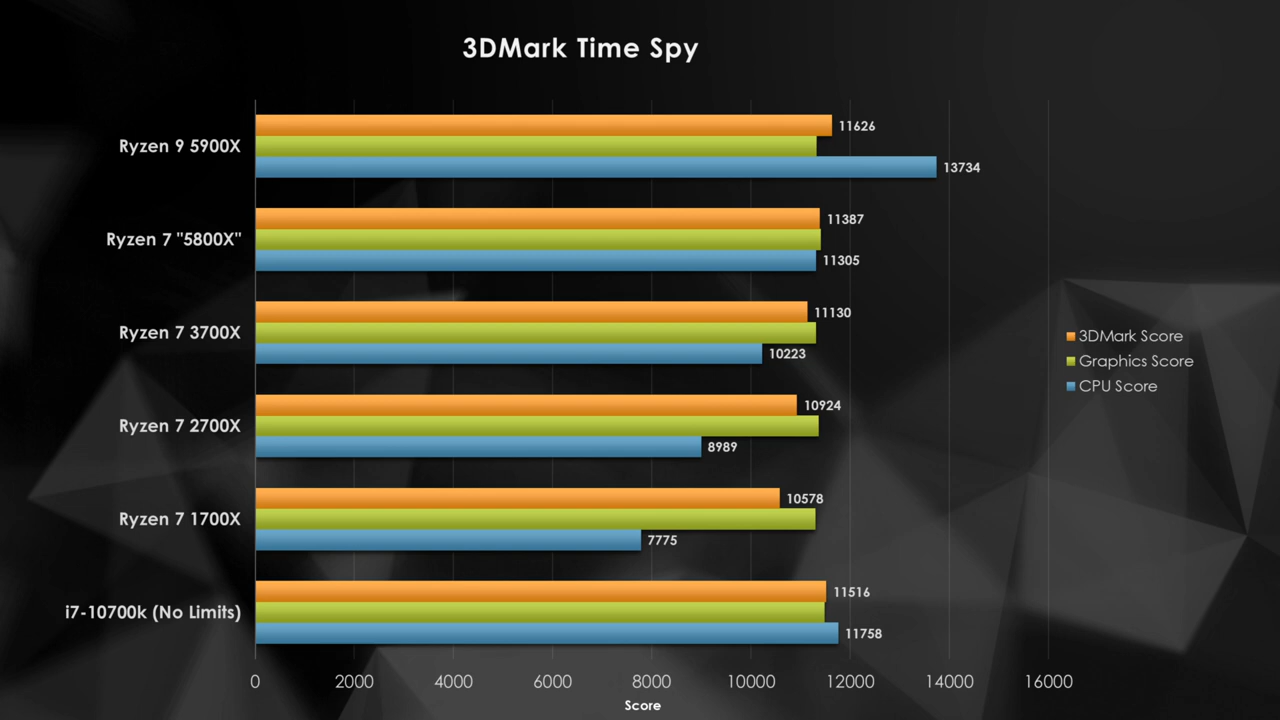 3DMark Time Spy
Ryzen 9 5900X
11626
13734
Ryzen 7 "5800X"
11387
11305
Ryzen 7 3700X
11130
10223
Ryzen 7 2700X
10924
8989
Ryzen 7 1700X
10578
7775
i7-10700k (No Limits)
11516
11758
3DMark Score
Graphics Score
CPU Score
0 2000 4000 6000 8000 10000 12000 14000 16000
Score